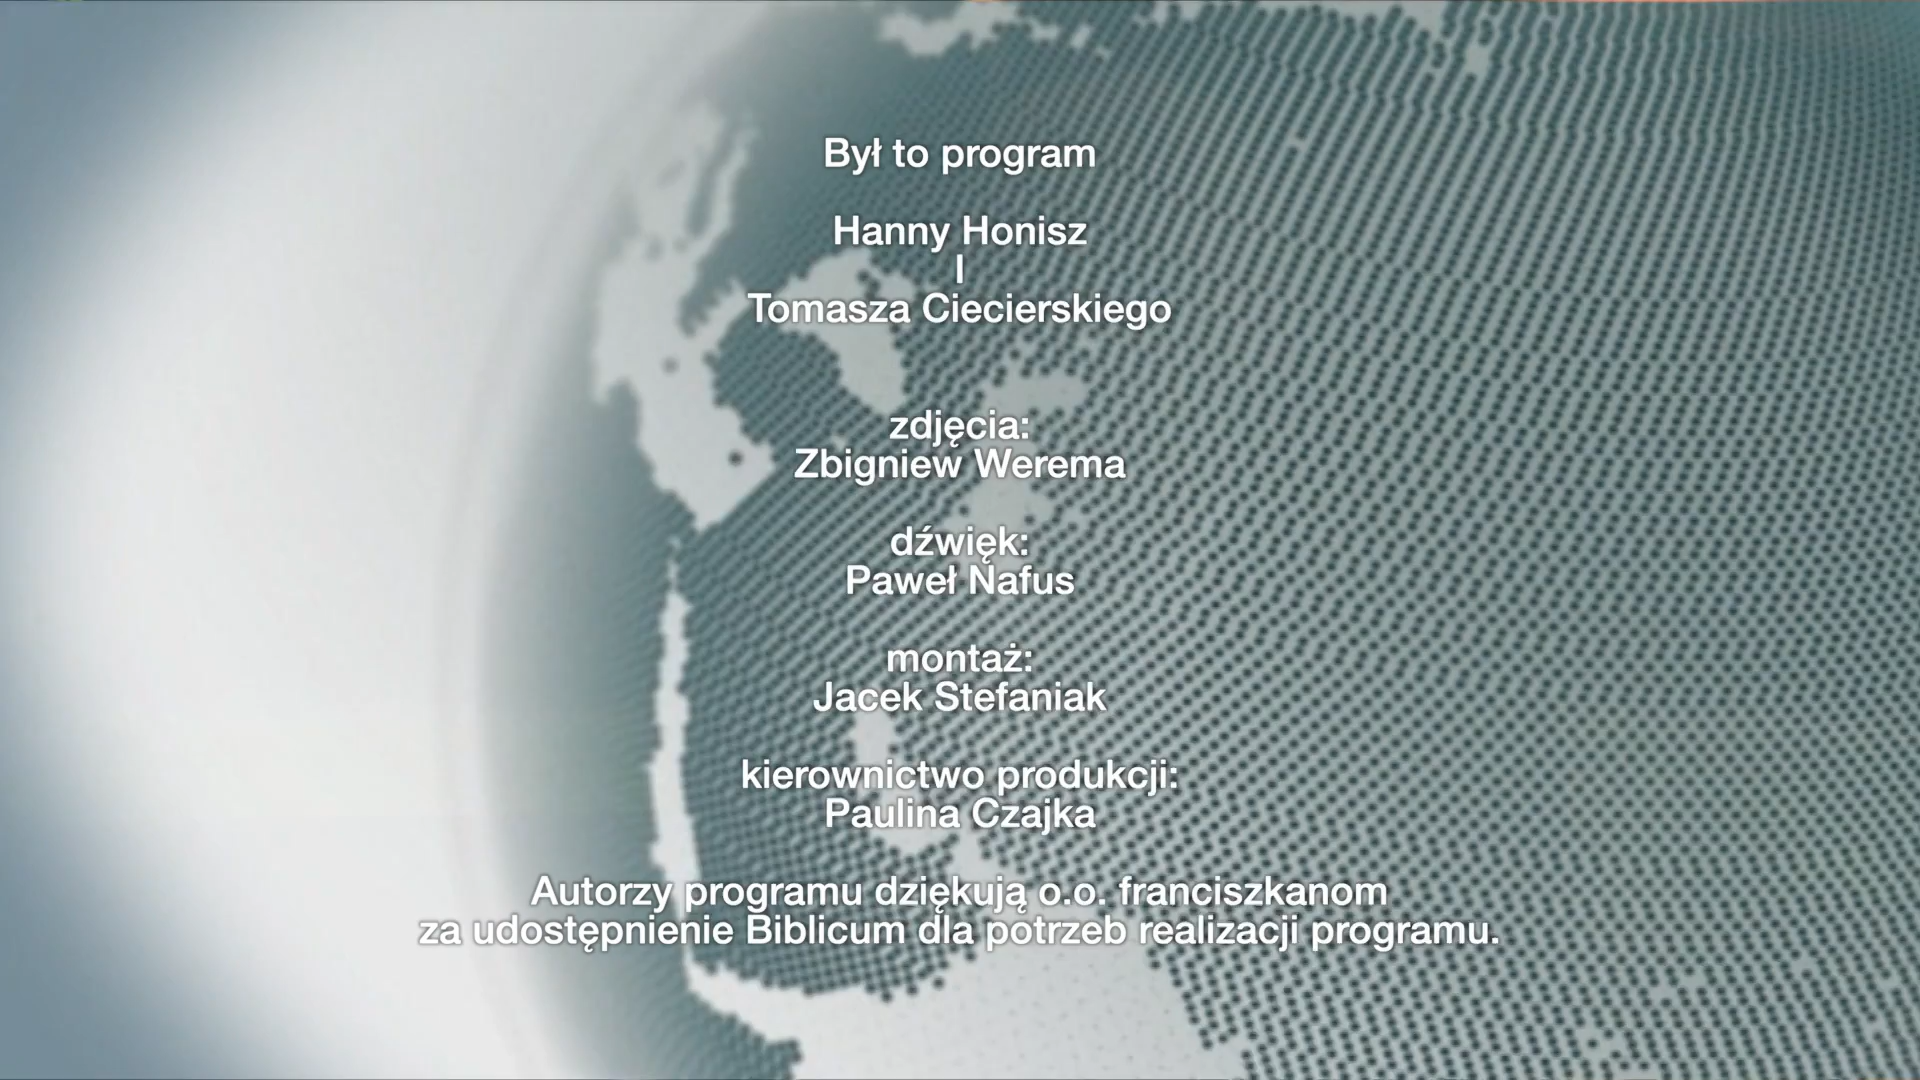 Był to program
Hanny Honisz
I
Tomasza Ciecierskiego
zdjęcia:
Zbigniew Werema
dźwięk:
Paweł Nafus
montaż:
Jacek Stefaniak
kierownictwo produkcji:
Paulina Czajka
Autorzy programu dziękują o.o. franciszkanom
za udostępnienie Biblicum dla potrzeb realizacji programu.